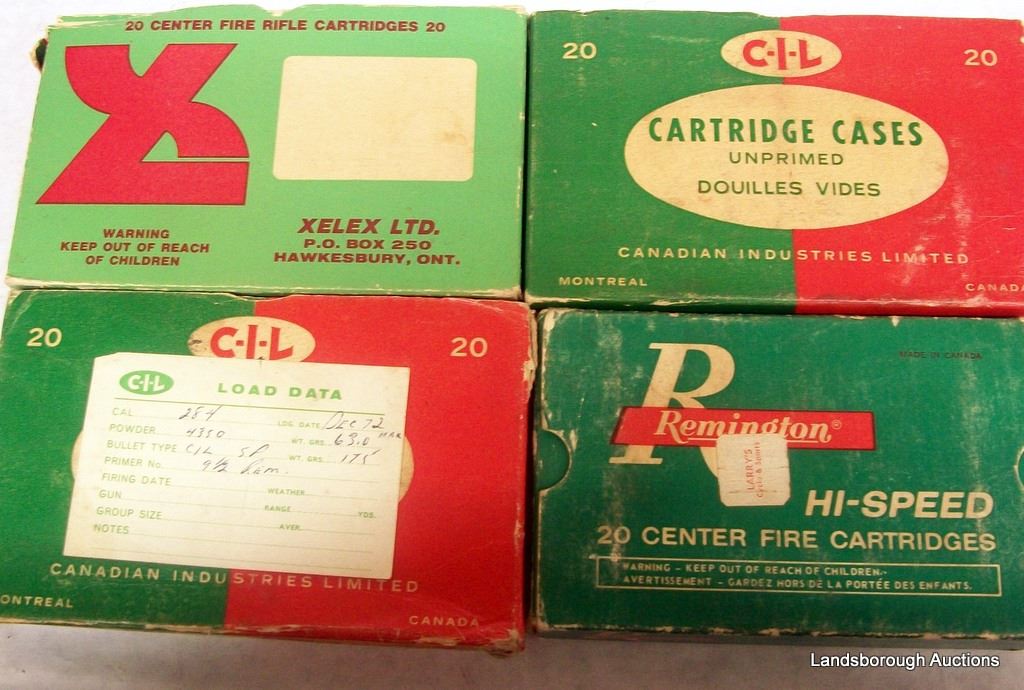 20 CENTER FIRE RIFLE CARTRIDGES 20
X
WARNING
KEEP OUT OF REACH
OF CHILDREN
XELEX LTD.
P.O. BOX 250
HAWKESBURY, ONT.
20 C-I-L 20
CARTRIDGE CASES
UNPRIMED
DOUILLES VIDES
CANADIAN INDUSTRIES LIMITED
MONTREAL CANADA
20 C-I-L 20
C-I-L LOAD DATA
CAL. 284 LDG. DATE Dec 72
POWDER 4350 WT. GRS. 63.0 MAX
BULLET TYPE CIL SP WT. GRS. 175
PRIMER No. 9½ Rem.
FIRING DATE WEATHER
GUN RANGE YDS.
GROUP SIZE AVER.
NOTES
CANADIAN INDUSTRIES LIMITED
ONTREAL CANADA
MADE IN CANADA
R
Remington®
LARRY'S
Cycle & Sports
HI-SPEED
20 CENTER FIRE CARTRIDGES
WARNING – KEEP OUT OF REACH OF CHILDREN.
AVERTISSEMENT – GARDEZ HORS DE LA PORTÉE DES ENFANTS.
Landsborough Auctions